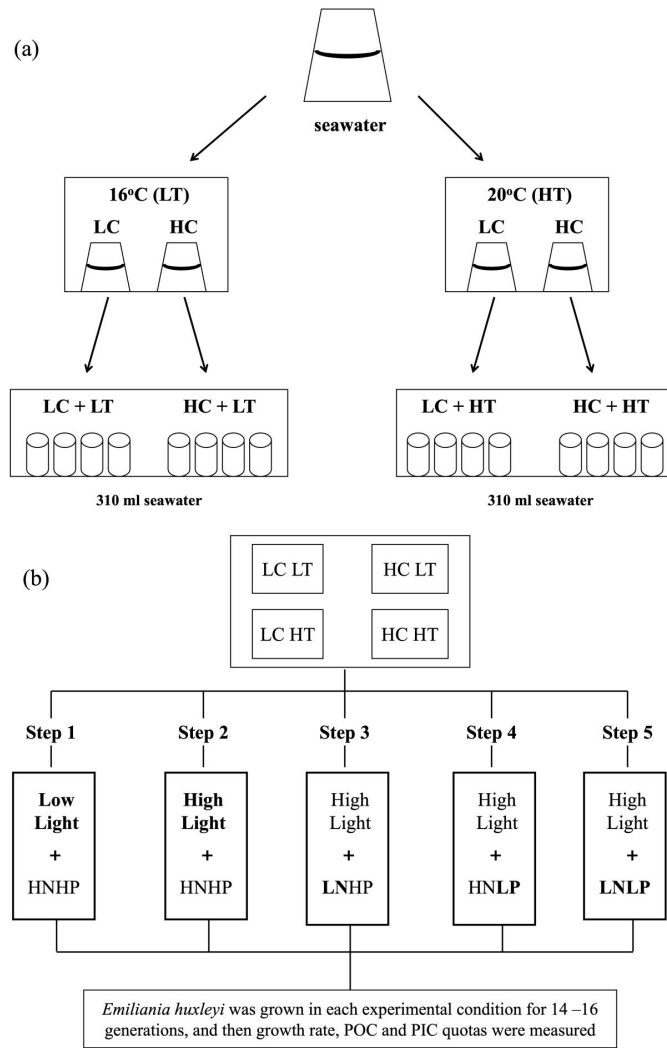 (a)
seawater
16°C (LT)
LC HC
20°C (HT)
LC HC
LC + LT HC + LT
310 ml seawater
LC + HT HC + HT
310 ml seawater
(b)
LC LT HC LT
LC HT HC HT
Step 1 Step 2 Step 3 Step 4 Step 5
Low
Light
+
HNHP
High
Light
+
HNHP
High
Light
+
LNHP
High
Light
+
HNLP
High
Light
+
LNLP
Emiliania huxleyi was grown in each experimental condition for 14 –16
generations, and then growth rate, POC and PIC quotas were measured